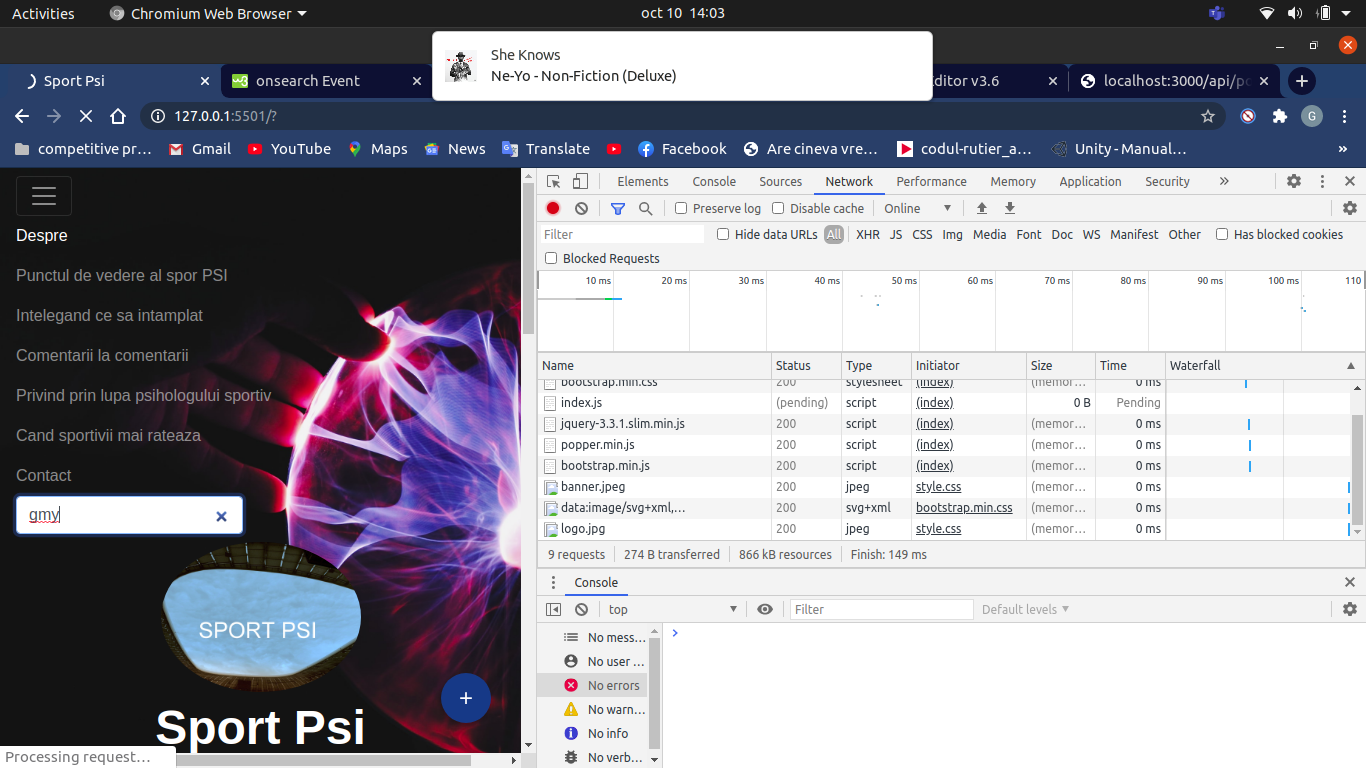 Activities
Chromium Web Browser
oct 10 14:03
She Knows
Ne-Yo - Non-Fiction (Deluxe)
Sport Psi
onsearch Event
ditor v3.6
localhost:3000/api/po
127.0.0.1:5501/?
G
competitive pr…
Gmail
YouTube
Maps
News
Translate
Facebook
Are cineva vre…
codul-rutier_a…
Unity - Manual…
»
Despre
Punctul de vedere al spor PSI
Intelegand ce sa intamplat
Comentarii la comentarii
Privind prin lupa psihologului sportiv
Cand sportivii mai rateaza
Contact
gmy
SPORT PSI
Sport Psi
+
Processing request…
Elements
Console
Sources
Network
Performance
Memory
Application
Security
»
Preserve log
Disable cache
Online
Filter
Hide data URLs
All
XHR
JS
CSS
Img
Media
Font
Doc
WS
Manifest
Other
Has blocked cookies
Blocked Requests
10 ms
20 ms
30 ms
40 ms
50 ms
60 ms
70 ms
80 ms
90 ms
100 ms
110
Name Status Type Initiator Size Time Waterfall
bootstrap.min.css 200 stylesheet (index) (memor… 0 ms
index.js (pending) script (index) 0 B Pending
jquery-3.3.1.slim.min.js 200 script (index) (memor… 0 ms
popper.min.js 200 script (index) (memor… 0 ms
bootstrap.min.js 200 script (index) (memor… 0 ms
banner.jpeg 200 jpeg style.css (memor… 0 ms
data:image/svg+xml,… 200 svg+xml bootstrap.min.css (memor… 0 ms
logo.jpg 200 jpeg style.css (memor… 0 ms
9 requests
274 B transferred
866 kB resources
Finish: 149 ms
Console
top
Filter
Default levels
No mess…
No user …
No errors
No warn…
No info
No verb…